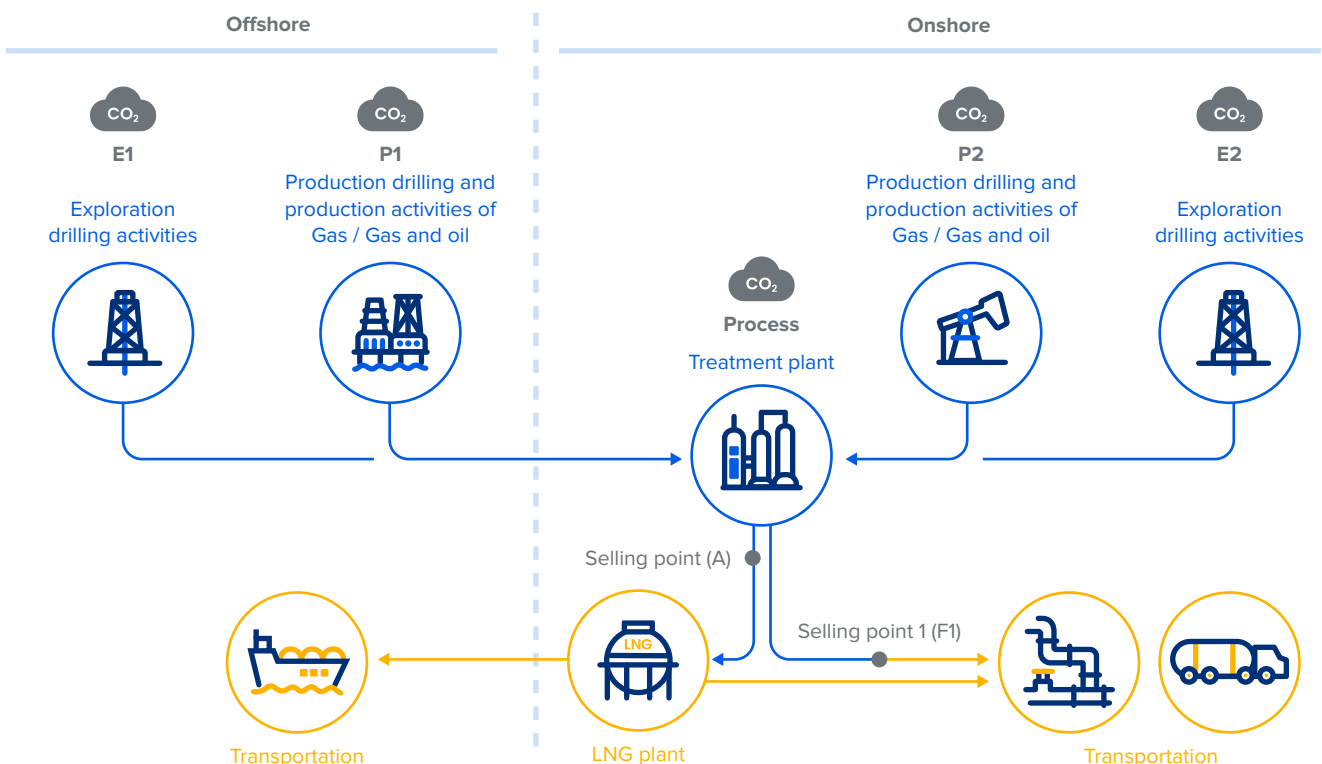 Offshore
Onshore
CO₂
E1
Exploration
drilling activities
CO₂
P1
Production drilling and
production activities of
Gas / Gas and oil
CO₂
Process
Treatment plant
CO₂
P2
Production drilling and
production activities of
Gas / Gas and oil
CO₂
E2
Exploration
drilling activities
Selling point (A)
Selling point 1 (F1)
LNG
Transportation
LNG plant
Transportation